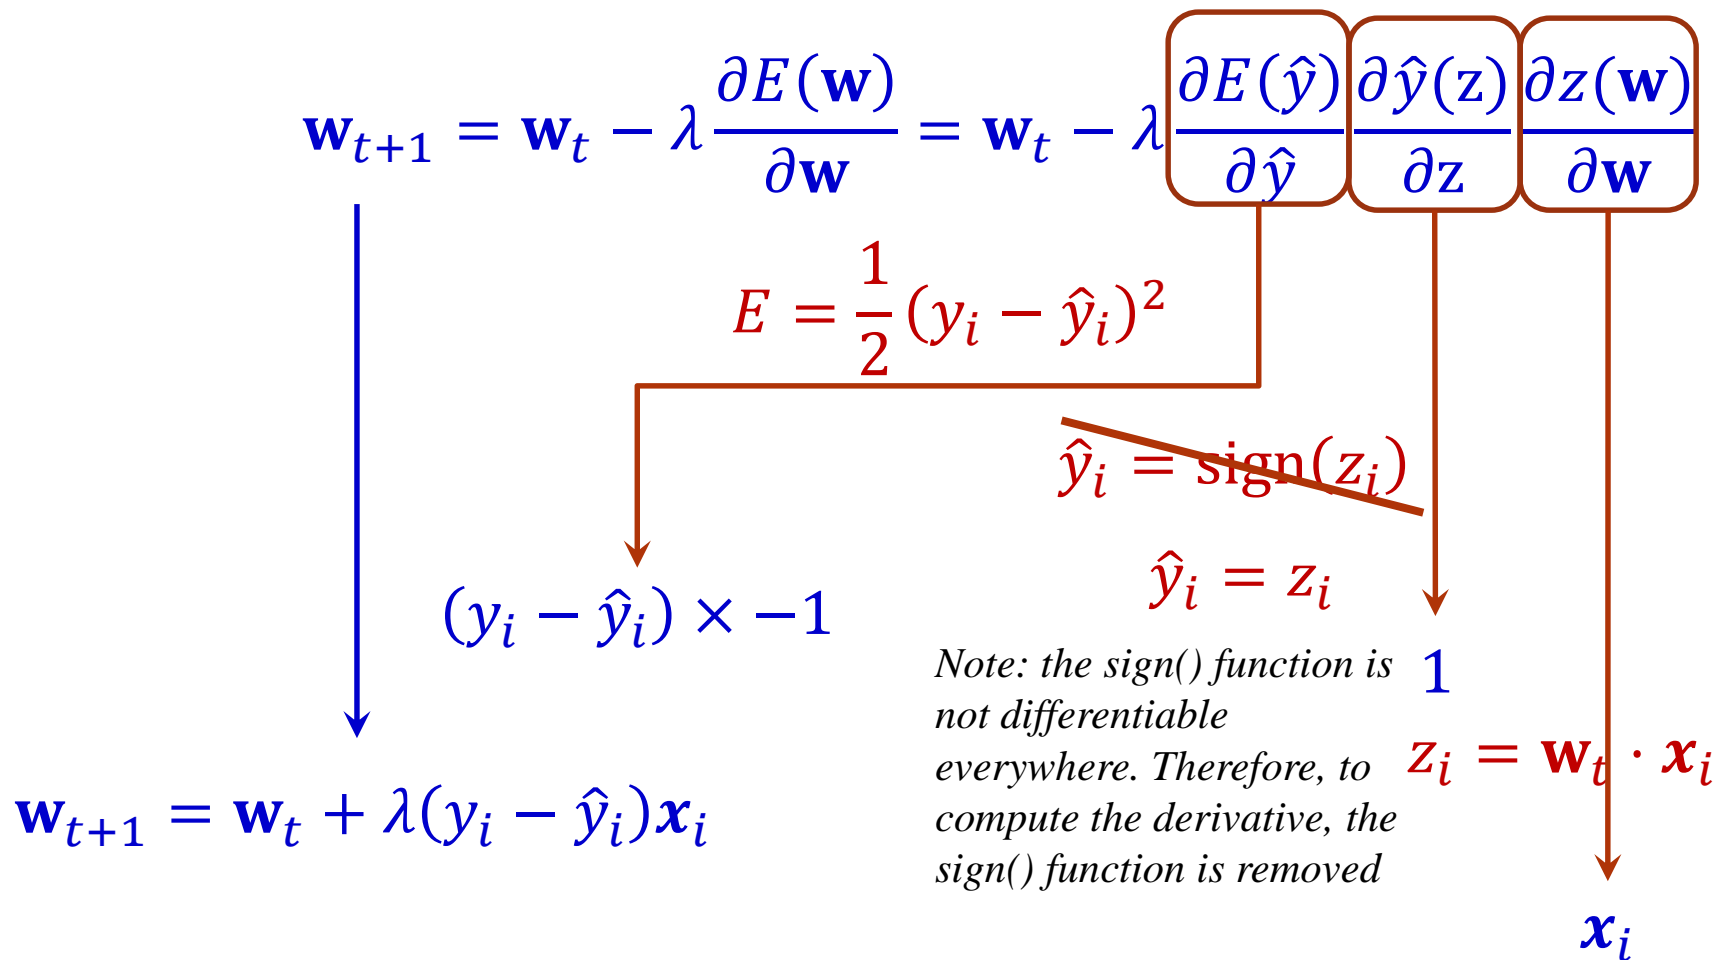 𝐰ₜ₊₁ = 𝐰ₜ − λ ∂E(𝐰)/∂𝐰 = 𝐰ₜ − λ ∂E(ŷ)/∂ŷ ∂ŷ(z)/∂z ∂z(𝐰)/∂𝐰
E = 1/2 (yᵢ − ŷᵢ)²
ŷᵢ = sign(zᵢ)
ŷᵢ = zᵢ
(yᵢ − ŷᵢ) × −1
1
Note: the sign() function is
not differentiable
everywhere. Therefore, to
compute the derivative, the
sign() function is removed
zᵢ = 𝐰ₜ · 𝒙ᵢ
𝐰ₜ₊₁ = 𝐰ₜ + λ(yᵢ − ŷᵢ)𝒙ᵢ
𝒙ᵢ